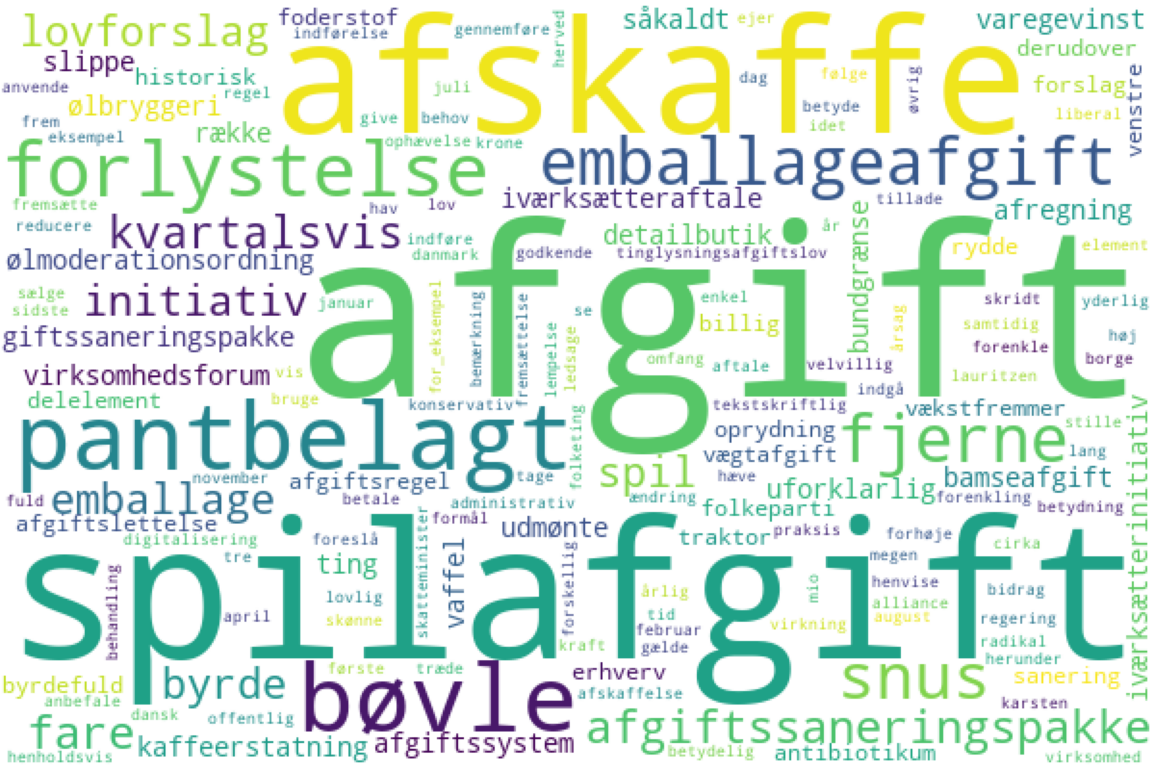 lovforslag
foderstof
indførelse
gennemføre
afskaffe
herved
såkaldt
ejer
varegevinst
derudover
slippe
historisk
anvende
regel
ølbryggeri
juli
dag
følge
øvrig
forslag
liberal
venstre
frem
eksempel
række
give
behov
ophævelse
krone
betyde
idet
forlystelse
emballageafgift
fremsætte
reducere
hav
lov
iværksætteraftale
tillade
afregning
kvartalsvis
indføre
danmark
godkende
detailbutik
tinglysningsafgiftslov
år
bundgrænse
rydde
element
ølmoderationsordning
afgift
sælge
sidste
initiativ
januar
for_eksempel
bemærkning
fremsættelse
lempelse
ledsage
se
enkel
billig
årsag
skridt
yderlig
samtidig
høj
giftssaneringspakke
omfang
aftale
velvillig
forenkle
borge
virksomhedsforum
vis
indgå
lauritzen
delelement
bruge
konservativ
folketing
tekstskriftlig
vækstfremmer
pantbelagt
oprydning
fjerne
stille
vægtafgift
lang
november
afgiftsregel
tage
spil
hæve
bamseafgift
fuld
emballage
betale
administrativ
ændring
uforklarlig
forenkling
afgiftslettelse
formål
udmønte
folkeparti
betydning
iværksætterinitiativ
digitalisering
foreslå
skatteminister
traktor
praksis
forhøje
cirka
spilafgift
tre
ting
vaffel
forskellig
megen
behandling
lovlig
årlig
mio
henvise
bidrag
april
skønne
tid
februar
virkning
alliance
august
regering
kraft
gælde
radikal
herunder
byrdefuld
byrde
første
træde
bøvle
erhverv
snus
sanering
anbefale
afskaffelse
karsten
fare
dansk
offentlig
afgiftssaneringspakke
henholdsvis
kaffeerstatning
afgiftssystem
betydelig
antibiotikum
virksomhed